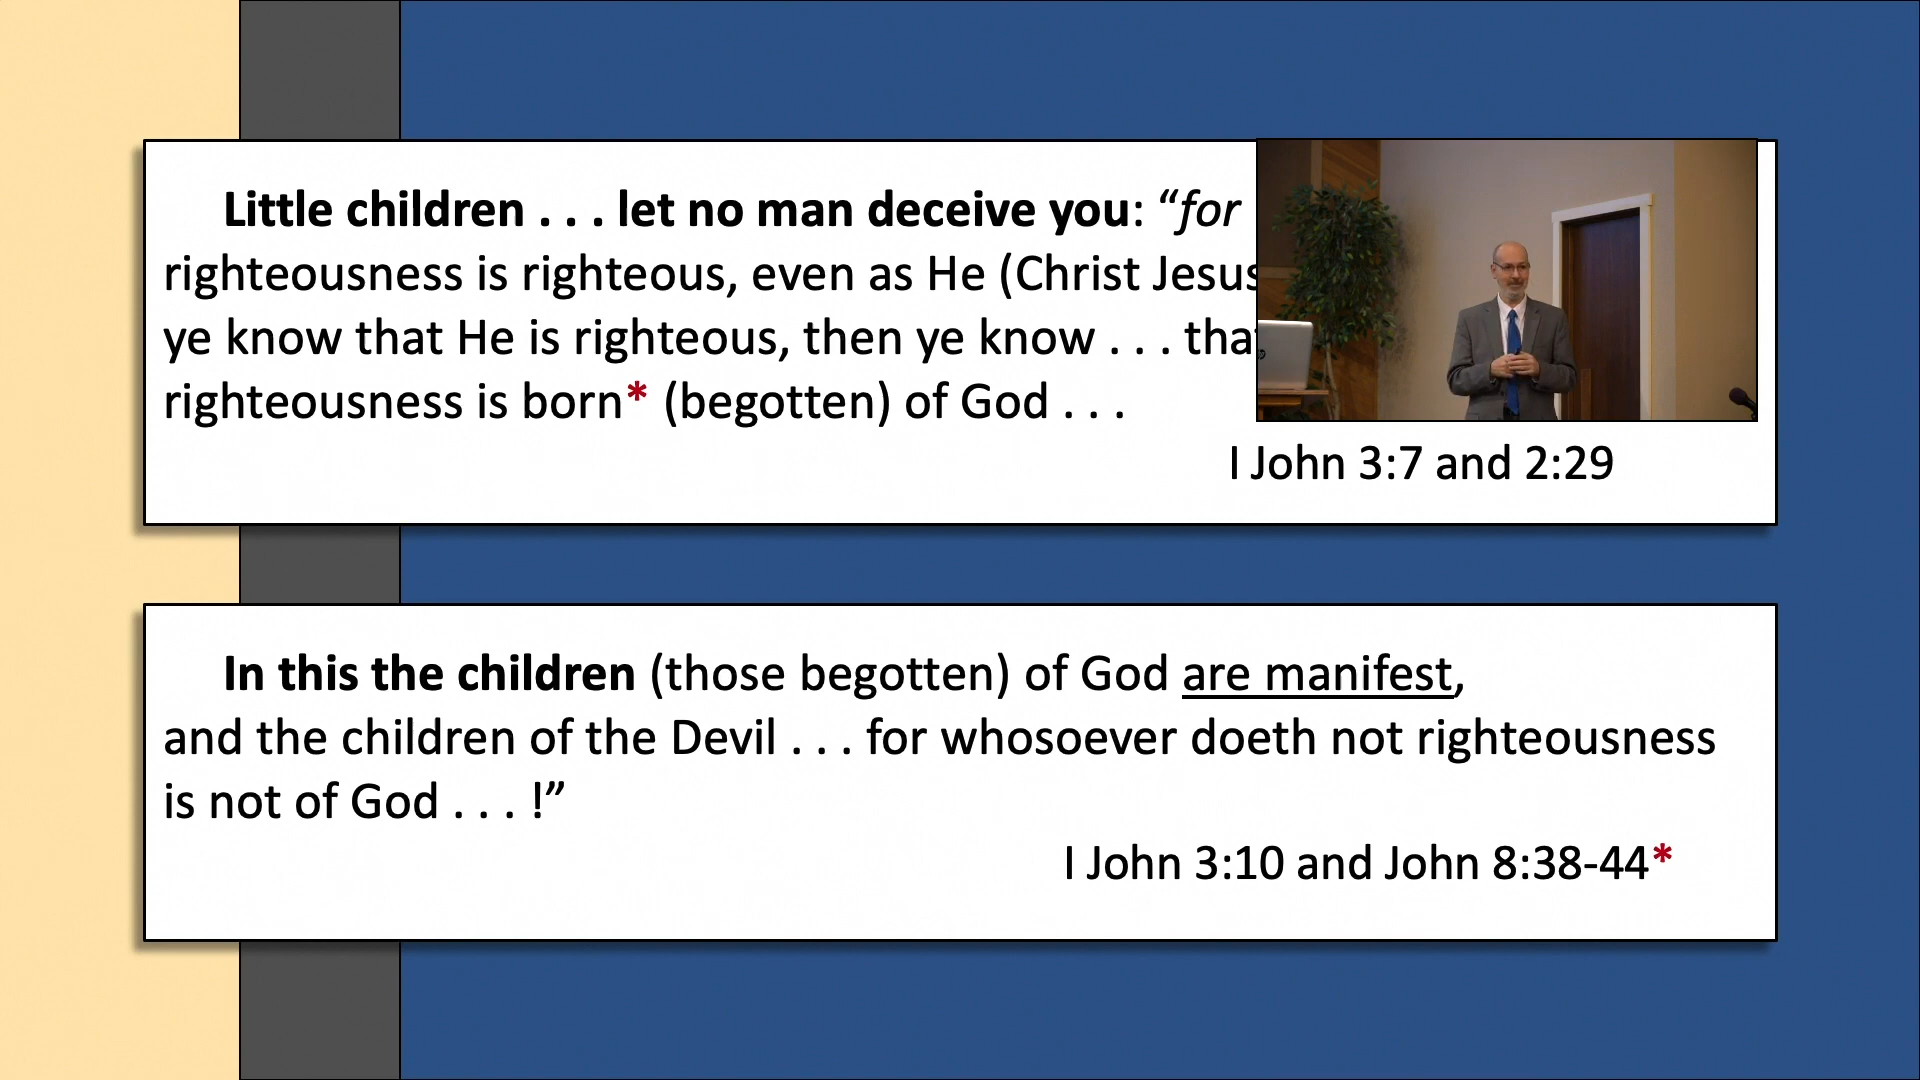 Little children . . . let no man deceive you: “for
righteousness is righteous, even as He (Christ Jesus
ye know that He is righteous, then ye know . . .
righteousness is born* (begotten) of God . . .
I John 3:7 and 2:29
In this the children (those begotten) of God are manifest,
and the children of the Devil . . . for whosoever doeth not righteousness
is not of God . . . !”
I John 3:10 and John 8:38-44*